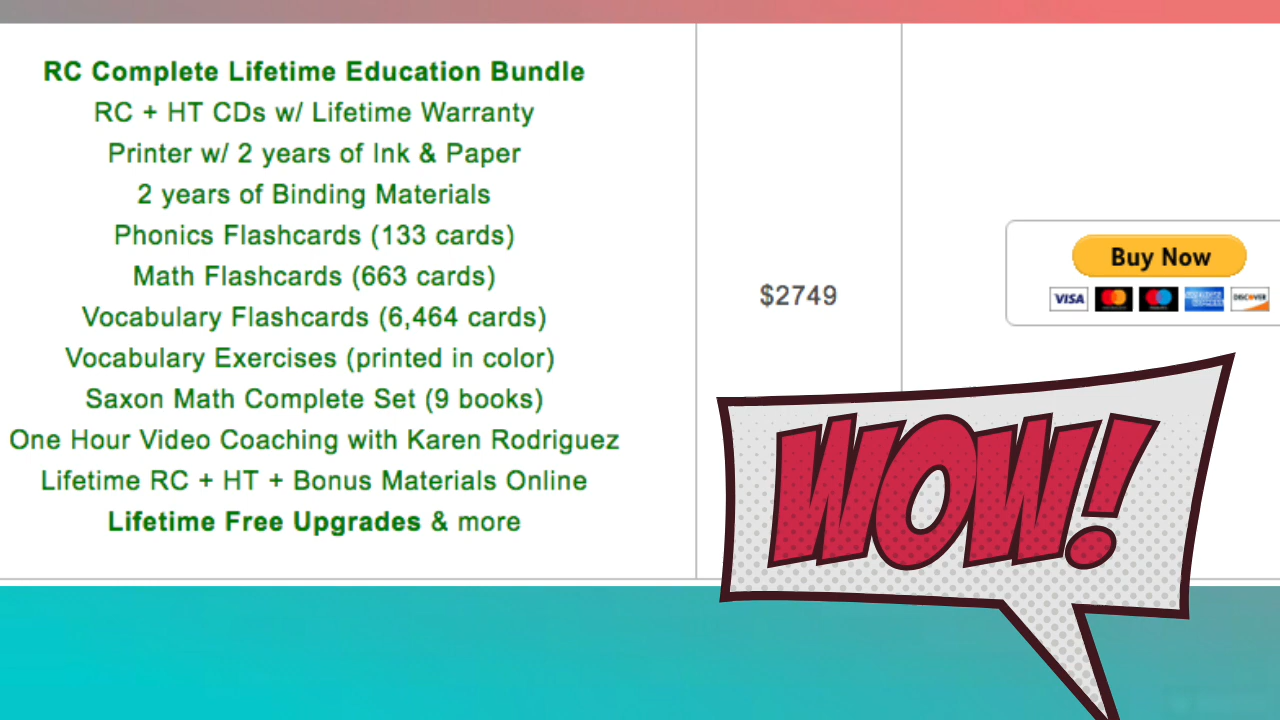 RC Complete Lifetime Education Bundle
RC + HT CDs w/ Lifetime Warranty
Printer w/ 2 years of Ink & Paper
2 years of Binding Materials
Phonics Flashcards (133 cards)
Math Flashcards (663 cards)
Vocabulary Flashcards (6,464 cards)
Vocabulary Exercises (printed in color)
Saxon Math Complete Set (9 books)
One Hour Video Coaching with Karen Rodriguez
Lifetime RC + HT + Bonus Materials Online
Lifetime Free Upgrades & more
$2749
Buy Now
VISA
AMERICAN EXPRESS
DISCOVER
WOW!